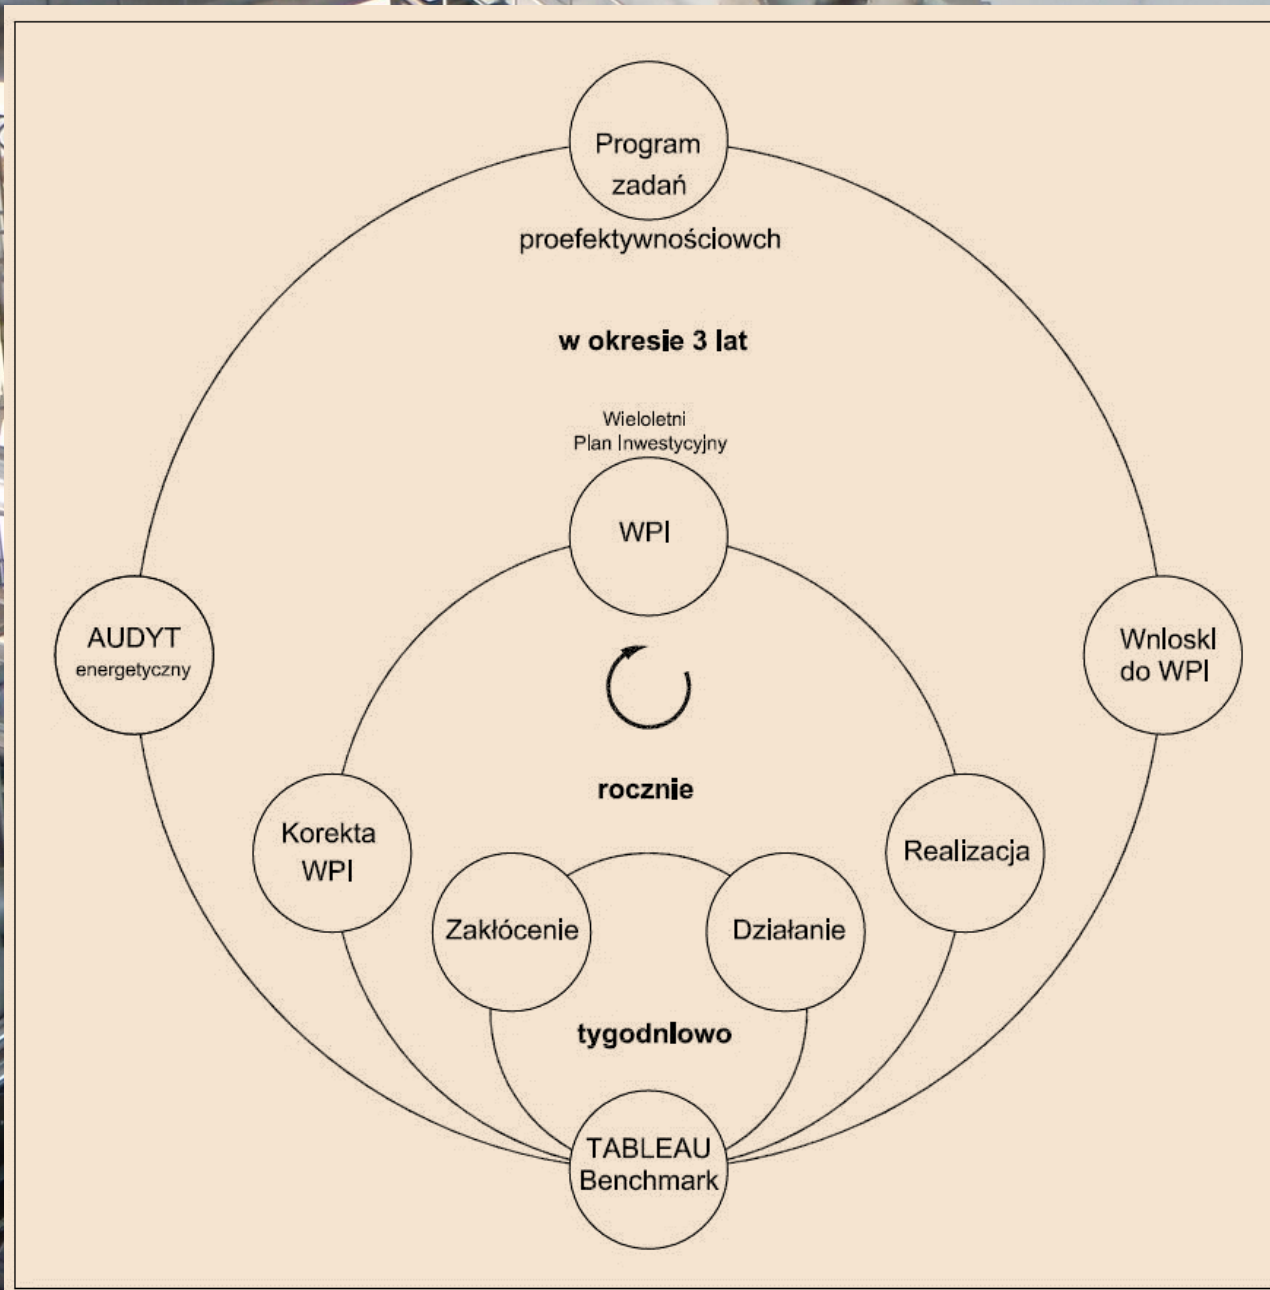 Program
zadań
proefektywnościowch
w okresie 3 lat
Wieloletni
Plan Inwestycyjny
WPI
AUDYT
energetyczny
Wnloskl
do WPI
rocznie
Korekta
WPI
Realizacja
Zakłócenie
Działanie
tygodnlowo
TABLEAU
Benchmark